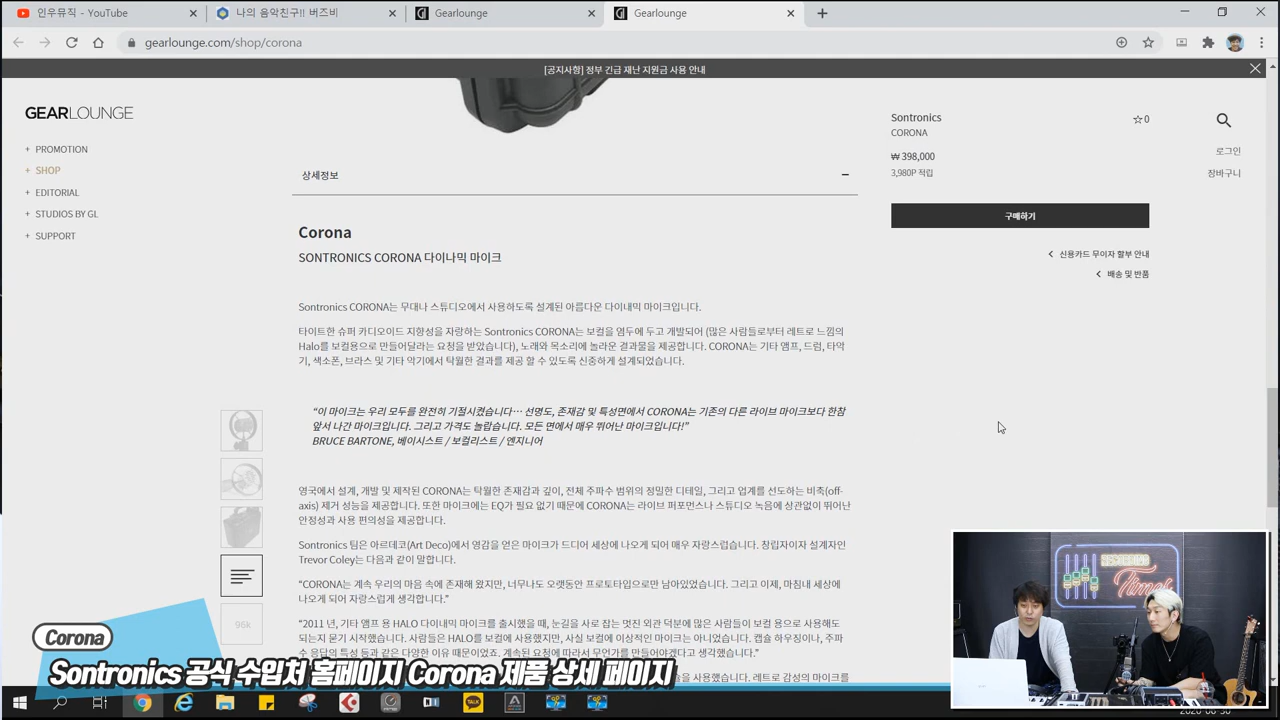 인우뮤직 - YouTube
나의 음악친구!! 버즈비
Gearlounge
Gearlounge
gearlounge.com/shop/corona
[공지사항] 정부 긴급 재난 지원금 사용 안내
GEARLOUNGE
+ PROMOTION
+ SHOP
+ EDITORIAL
+ STUDIOS BY GL
+ SUPPORT
상세정보
Corona
SONTRONICS CORONA 다이나믹 마이크
Sontronics CORONA는 무대나 스튜디오에서 사용하도록 설계된 아름다운 다이내믹 마이크입니다.
타이트한 슈퍼 카디오이드 지향성을 자랑하는 Sontronics CORONA는 보컬을 염두에 두고 개발되어 (많은 사람들로부터 레트로 느낌의
Halo를 보컬용으로 만들어달라는 요청을 받았습니다), 노래와 목소리에 놀라운 결과물을 제공합니다. CORONA는 기타 앰프, 드럼, 타악
기, 색소폰, 브라스 및 기타 악기에서 탁월한 결과를 제공 할 수 있도록 신중하게 설계되었습니다.
“이 마이크는 우리 모두를 완전히 기절시켰습니다… 선명도, 존재감 및 특성면에서 CORONA는 기존의 다른 라이브 마이크보다 한참
앞서 나간 마이크입니다. 그리고 가격도 놀랍습니다. 모든 면에서 매우 뛰어난 마이크입니다!”
BRUCE BARTONE, 베이시스트 / 보컬리스트 / 엔지니어
영국에서 설계, 개발 및 제작된 CORONA는 탁월한 존재감과 깊이, 전체 주파수 범위의 정밀한 디테일, 그리고 업계를 선도하는 비축(off-
axis) 제거 성능을 제공합니다. 또한 마이크에는 EQ가 필요 없기 때문에 CORONA는 라이브 퍼포먼스나 스튜디오 녹음에 상관없이 뛰어난
안정성과 사용 편의성을 제공합니다.
Sontronics 팀은 아르데코(Art Deco)에서 영감을 얻은 마이크가 드디어 세상에 나오게 되어 매우 자랑스럽습니다. 창립자이자 설계자인
Trevor Coley는 다음과 같이 말합니다.
“CORONA는 계속 우리의 마음 속에 존재해 왔지만, 너무나도 오랫동안 프로토타입으로만 남아있었습니다. 그리고 이제, 마침내 세상에
나오게 되어 자랑스럽게 생각합니다.”
“2011 년, 기타 앰프 용 HALO 다이내믹 마이크를 출시했을 때, 눈길을 사로 잡는 멋진 외관 덕분에 많은 사람들이 보컬 용으로 사용해도
되는지 묻기 시작했습니다. 사람들은 HALO를 보컬에 사용했지만, 사실 보컬에 이상적인 마이크는 아니었습니다. 캡슐 하우징이나, 주파
수 응답의 특성 등과 같은 다양한 이유 때문이었죠. 계속된 요청에 따라서 무언가를 만들어야겠다고 생각했습니다.”
을 사용했습니다. 레트로 감성의 마이크를
Sontronics
CORONA
☆0
₩ 398,000
3,980P 적립
구매하기
신용카드 무이자 할부 안내
배송 및 반품
로그인
장바구니
96k
Times
Corona
Sontronics 공식 수입처 홈페이지 Corona 제품 상세 페이지
TALK